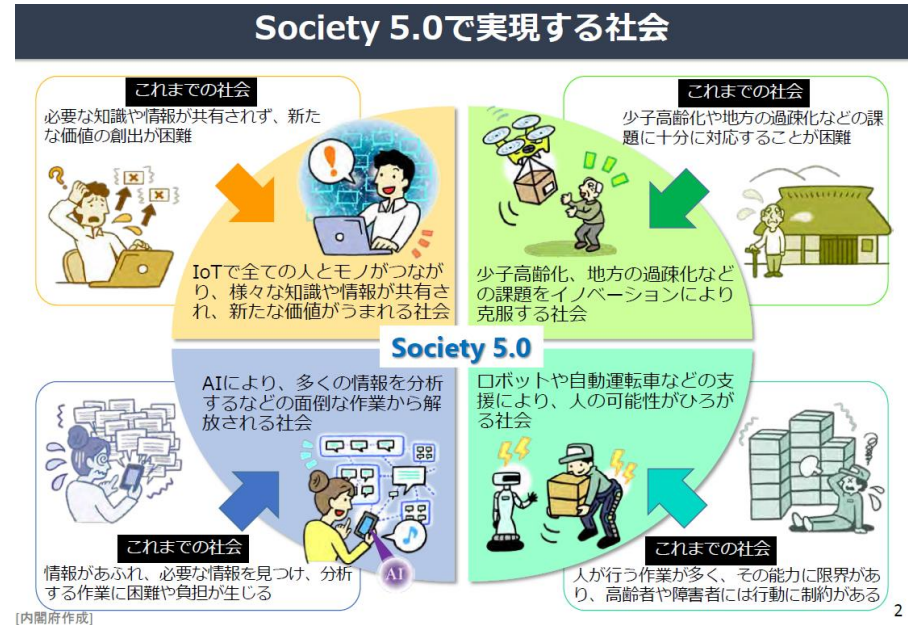 Society 5.0で実現する社会
これまでの社会
必要な知識や情報が共有されず、新た
な価値の創出が困難
IoTで全ての人とモノがつなが
り、様々な知識や情報が共有さ
れ、新たな価値がうまれる社会
これまでの社会
少子高齢化や地方の過疎化などの課
題に十分に対応することが困難
少子高齢化、地方の過疎化など
の課題をイノベーションにより
克服する社会
Society 5.0
AIにより、多くの情報を分析
するなどの面倒な作業から解
放される社会
AI
これまでの社会
情報があふれ、必要な情報を見つけ、分析
する作業に困難や負担が生じる
ロボットや自動運転車などの支
援により、人の可能性がひろが
る社会
これまでの社会
人が行う作業が多く、その能力に限界があ
り、高齢者や障害者には行動に制約がある
[内閣府作成]
2